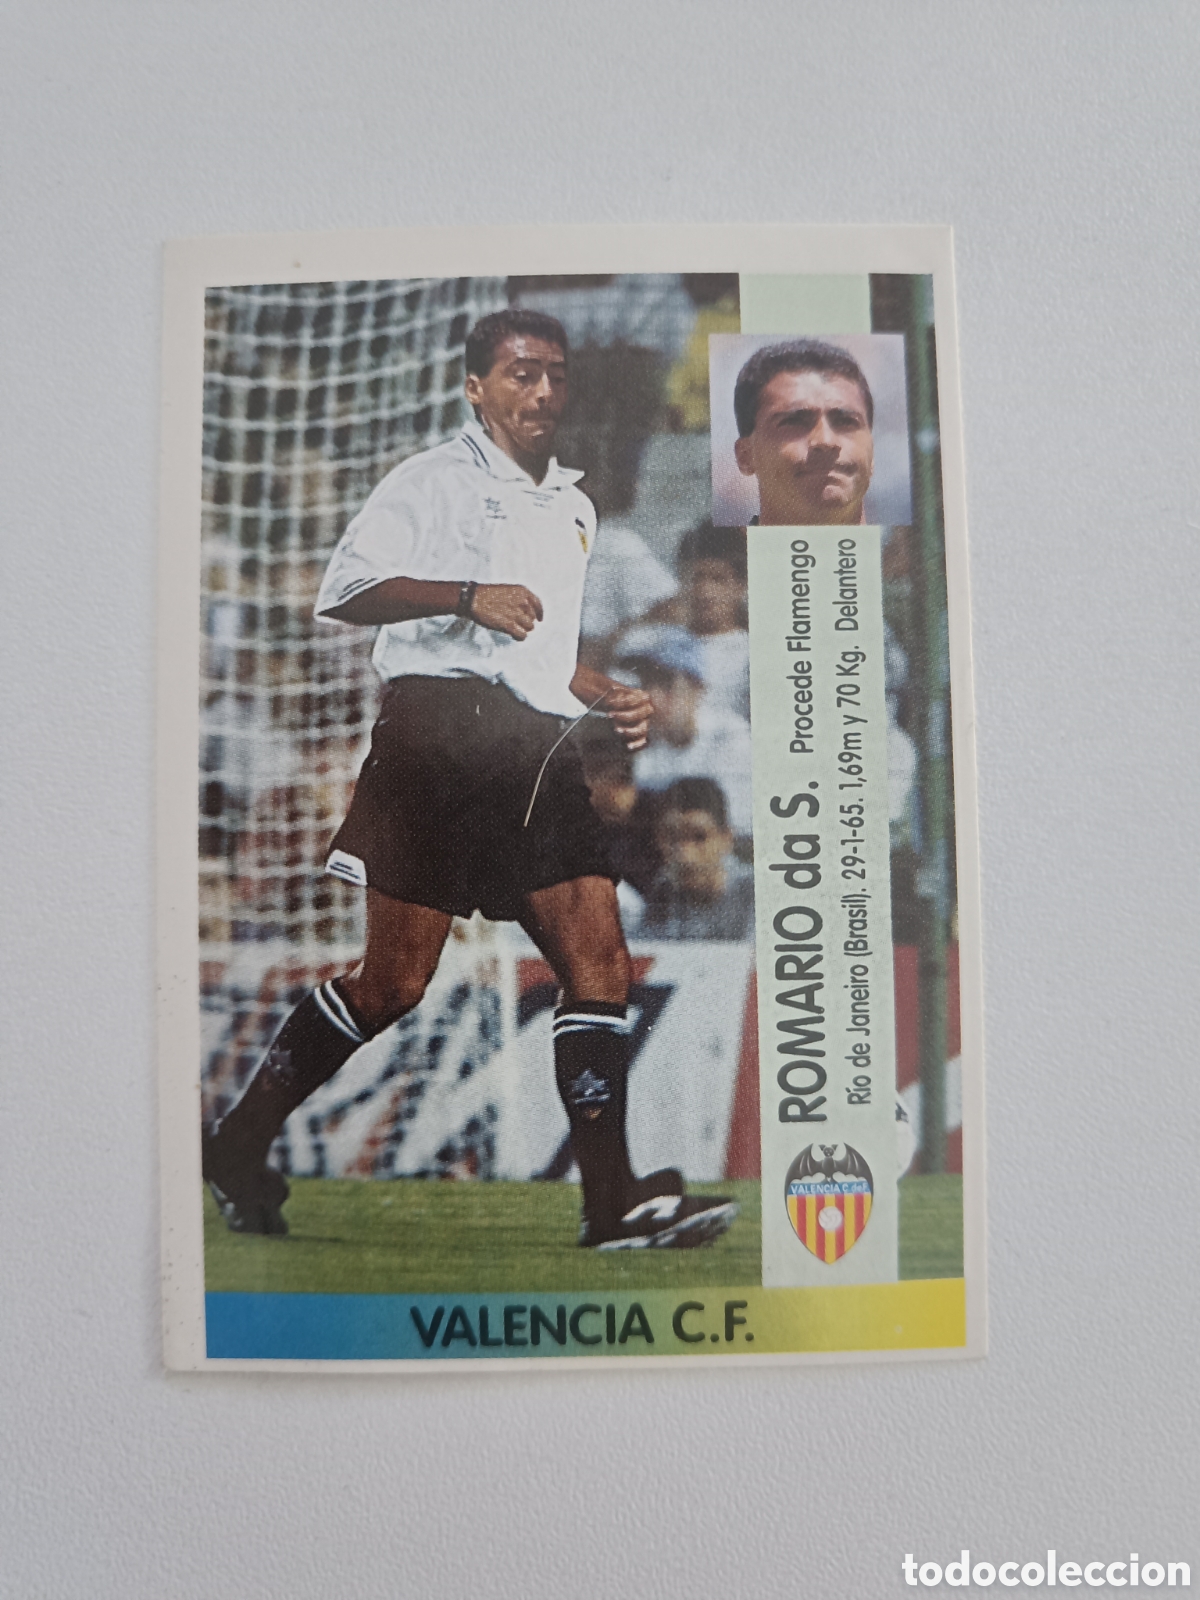 ROMARIO da S. Procede Flamengo
Río de Janeiro (Brasil). 29-1-65. 1,69m y 70 Kg. Delantero
VALENCIA C. de F.
VALENCIA C.F.
todocoleccion